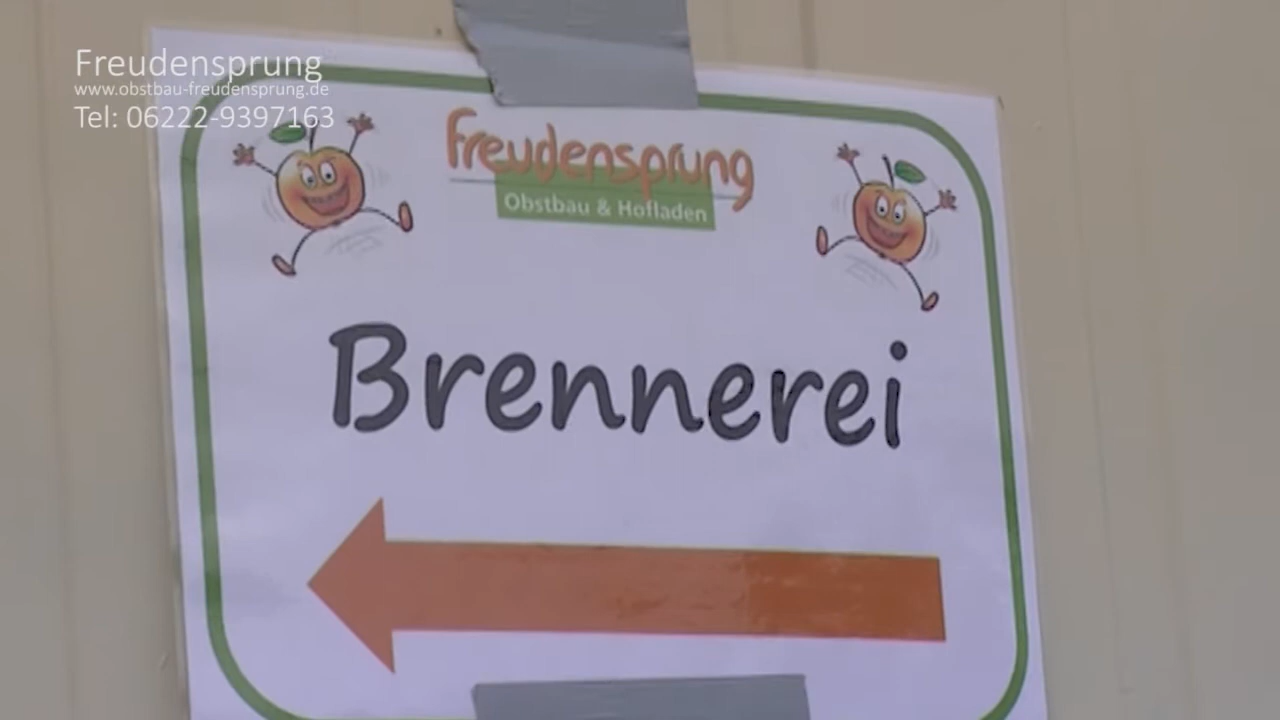 Freudensprung
www.obstbau-freudensprung.de
Tel: 06222-9397163
freudensprung
Obstbau & Hofladen
Brennerei